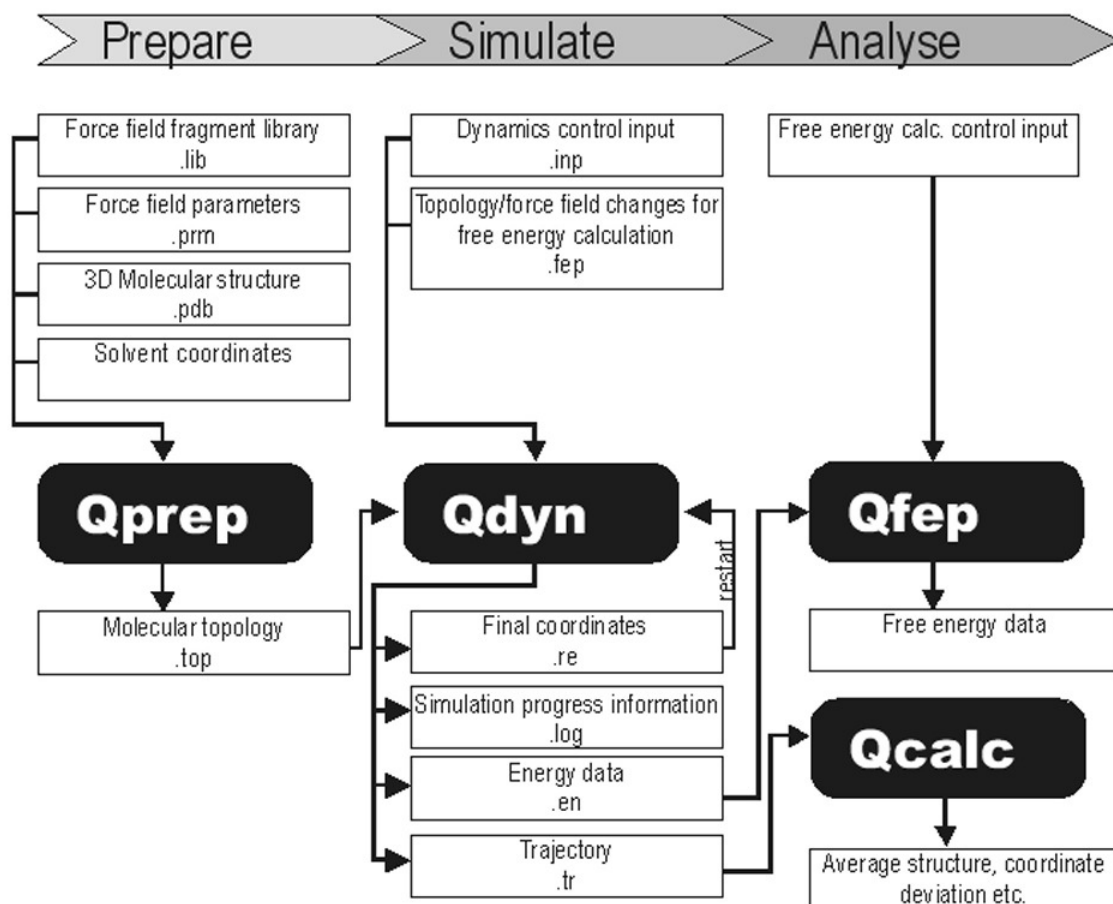 Prepare
Simulate
Analyse
Force field fragment library
.lib
Force field parameters
.prm
3D Molecular structure
.pdb
Solvent coordinates
Dynamics control input
.inp
Topology/force field changes for
free energy calculation
.fep
Free energy calc. control input
Qprep
Qdyn
Qfep
restart
Molecular topology
.top
Final coordinates
.re
Simulation progress information
.log
Energy data
.en
Trajectory
.tr
Free energy data
Qcalc
Average structure, coordinate
deviation etc.